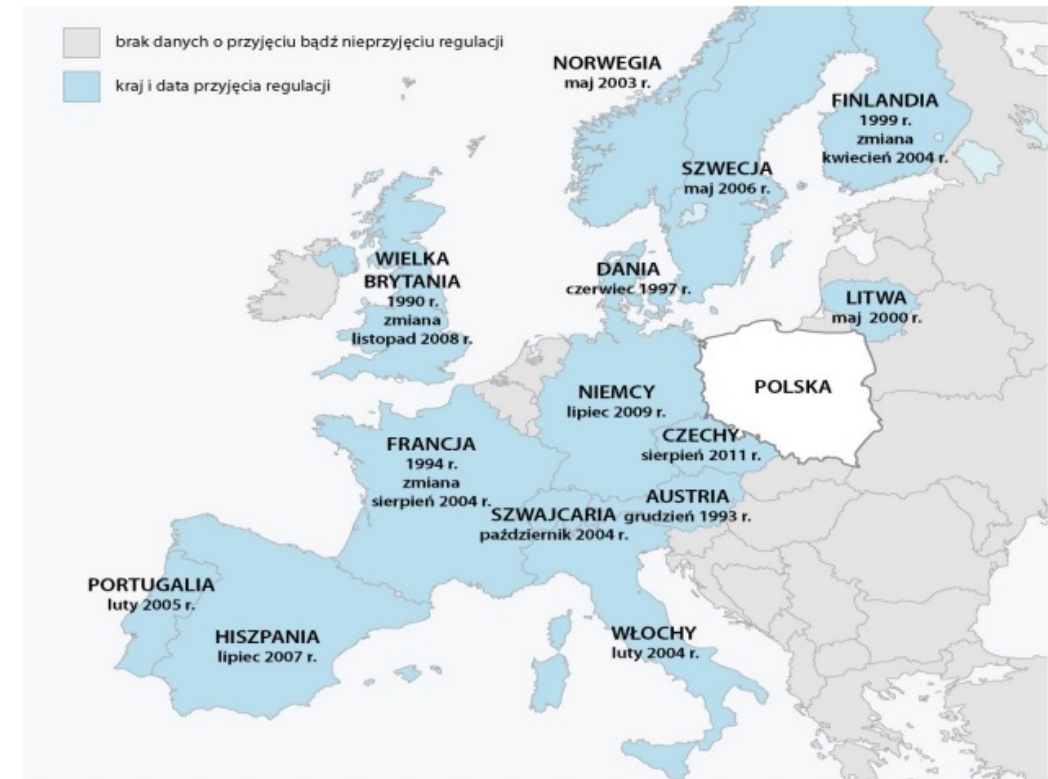 brak danych o przyjęciu bądź nieprzyjęciu regulacji
kraj i data przyjęcia regulacji
NORWEGIA
maj 2003 r.
FINLANDIA
1999 r.
zmiana
kwiecień 2004 r.
SZWECJA
maj 2006 r.
WIELKA
BRYTANIA
1990 r.
zmiana
listopad 2008 r.
DANIA
czerwiec 1997 r.
LITWA
maj 2000 r.
POLSKA
NIEMCY
lipiec 2009 r.
CZECHY
sierpień 2011 r.
FRANCJA
1994 r.
zmiana
sierpień 2004 r.
AUSTRIA
grudzień 1993 r.
SZWAJCARIA
październik 2004 r.
PORTUGALIA
luty 2005 r.
HISZPANIA
lipiec 2007 r.
WŁOCHY
luty 2004 r.